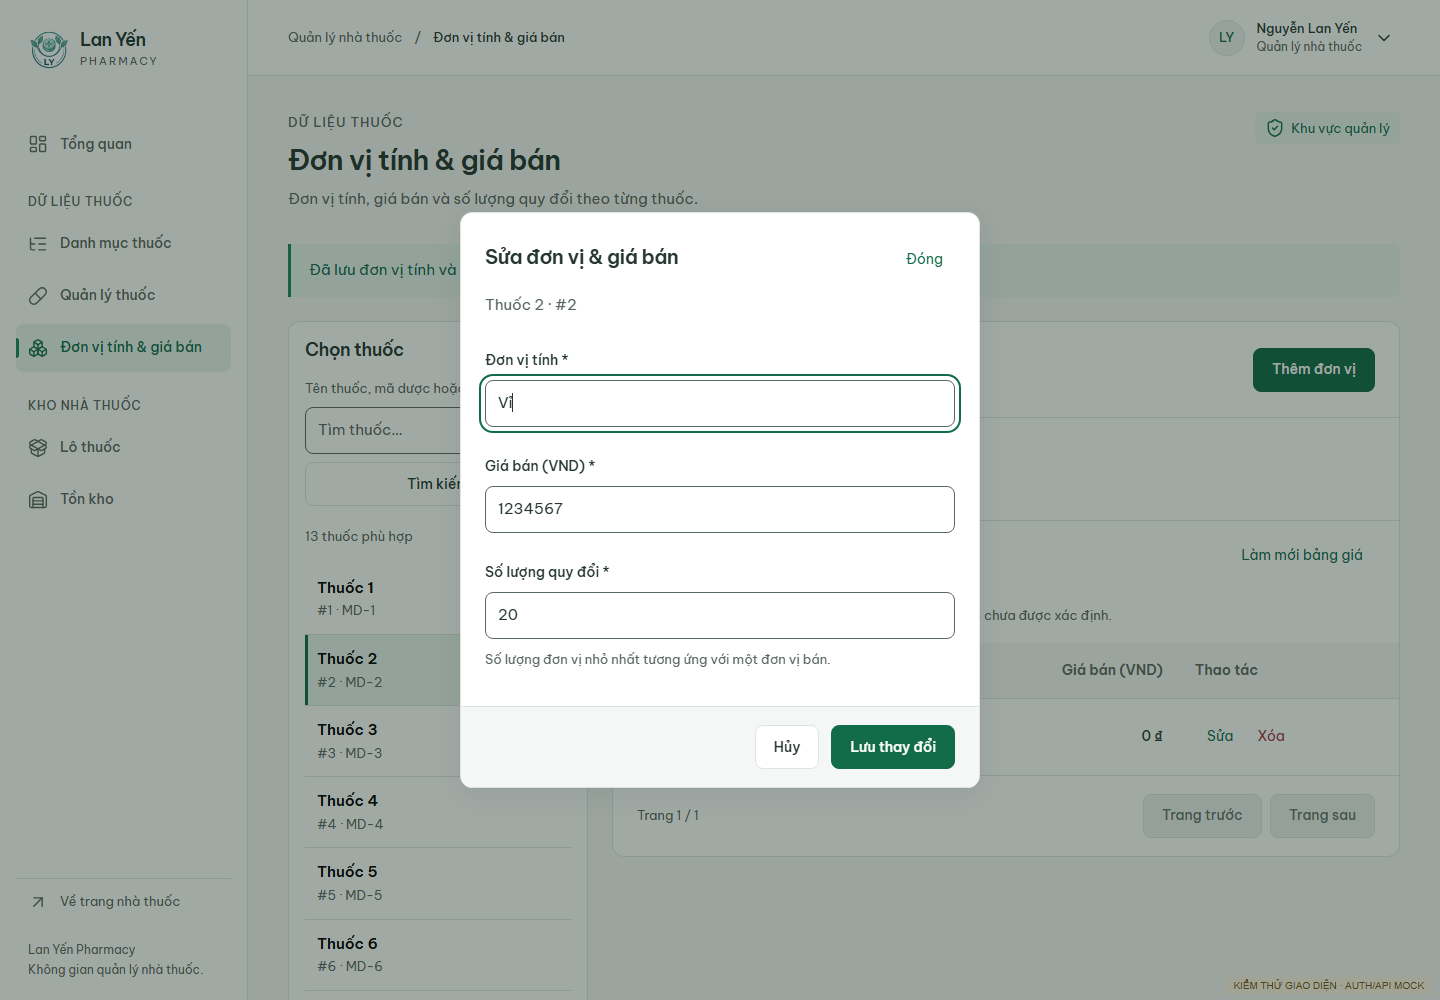 Lan Yến
PHARMACY
LY
Tổng quan
DỮ LIỆU THUỐC
Danh mục thuốc
Quản lý thuốc
Đơn vị tính & giá bán
KHO NHÀ THUỐC
Lô thuốc
Tồn kho
Về trang nhà thuốc
Lan Yến Pharmacy
Không gian quản lý nhà thuốc.
Quản lý nhà thuốc / Đơn vị tính & giá bán
LY
Nguyễn Lan Yến
Quản lý nhà thuốc
DỮ LIỆU THUỐC
Đơn vị tính & giá bán
Đơn vị tính, giá bán và số lượng quy đổi theo từng thuốc.
Khu vực quản lý
Đã lưu đơn vị tính và
Chọn thuốc
Tên thuốc, mã dược hoặc
Tìm thuốc...
Tìm kiếm
13 thuốc phù hợp
Thuốc 1
#1 · MD-1
Thuốc 2
#2 · MD-2
Thuốc 3
#3 · MD-3
Thuốc 4
#4 · MD-4
Thuốc 5
#5 · MD-5
Thuốc 6
#6 · MD-6
Sửa đơn vị & giá bán
Đóng
Thuốc 2 · #2
Đơn vị tính *
Vỉ
Giá bán (VND) *
1234567
Số lượng quy đổi *
20
Số lượng đơn vị nhỏ nhất tương ứng với một đơn vị bán.
Hủy
Lưu thay đổi
Thêm đơn vị
Làm mới bảng giá
chưa được xác định.
Giá bán (VND)
Thao tác
0 ₫
Sửa
Xóa
Trang 1 / 1
Trang trước
Trang sau
KIỂM THỬ GIAO DIỆN · AUTH/API MOCK